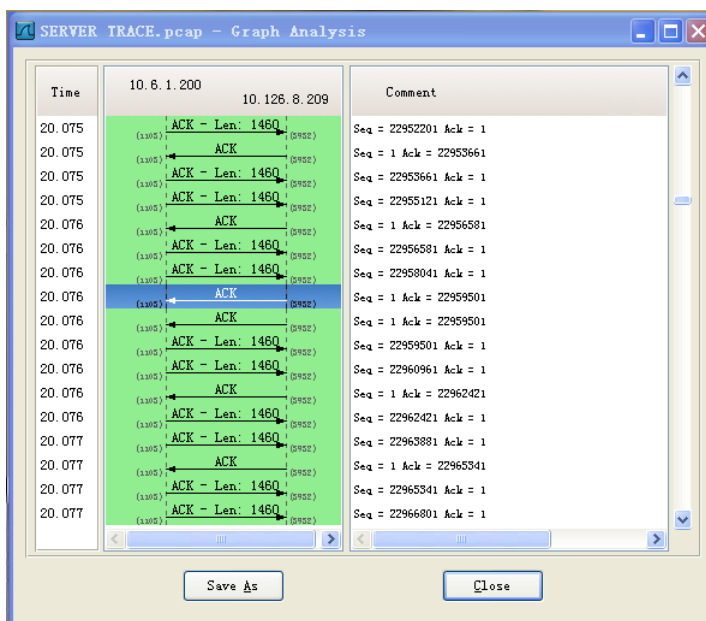 SERVER TRACE.pcap - Graph Analysis
Time
10.6.1.200
10.126.8.209
Comment
20.075 (1105) ACK - Len: 1460 (5952) Seq = 22952201 Ack = 1
20.075 (1105) ACK (5952) Seq = 1 Ack = 22953661
20.075 (1105) ACK - Len: 1460 (5952) Seq = 22953661 Ack = 1
20.075 (1105) ACK - Len: 1460 (5952) Seq = 22955121 Ack = 1
20.076 (1105) ACK (5952) Seq = 1 Ack = 22956581
20.076 (1105) ACK - Len: 1460 (5952) Seq = 22956581 Ack = 1
20.076 (1105) ACK - Len: 1460 (5952) Seq = 22958041 Ack = 1
20.076 (1105) ACK (5952) Seq = 1 Ack = 22959501
20.076 (1105) ACK (5952) Seq = 1 Ack = 22959501
20.076 (1105) ACK - Len: 1460 (5952) Seq = 22959501 Ack = 1
20.076 (1105) ACK - Len: 1460 (5952) Seq = 22960961 Ack = 1
20.076 (1105) ACK (5952) Seq = 1 Ack = 22962421
20.076 (1105) ACK - Len: 1460 (5952) Seq = 22962421 Ack = 1
20.077 (1105) ACK - Len: 1460 (5952) Seq = 22963881 Ack = 1
20.077 (1105) ACK (5952) Seq = 1 Ack = 22965341
20.077 (1105) ACK - Len: 1460 (5952) Seq = 22965341 Ack = 1
20.077 (1105) ACK - Len: 1460 (5952) Seq = 22966801 Ack = 1
Save As
Close